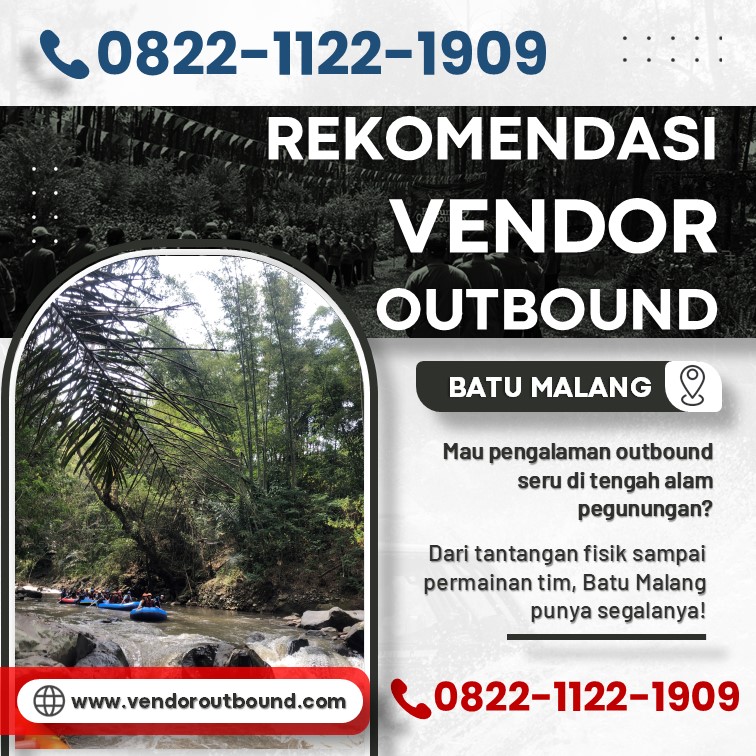 0822-1122-1909
REKOMENDASI
VENDOR
OUTBOUND
BATU MALANG
Mau pengalaman outbound
seru di tengah alam
pegunungan?
Dari tantangan fisik sampai
permainan tim, Batu Malang
punya segalanya!
www.vendoroutbound.com
0822-1122-1909